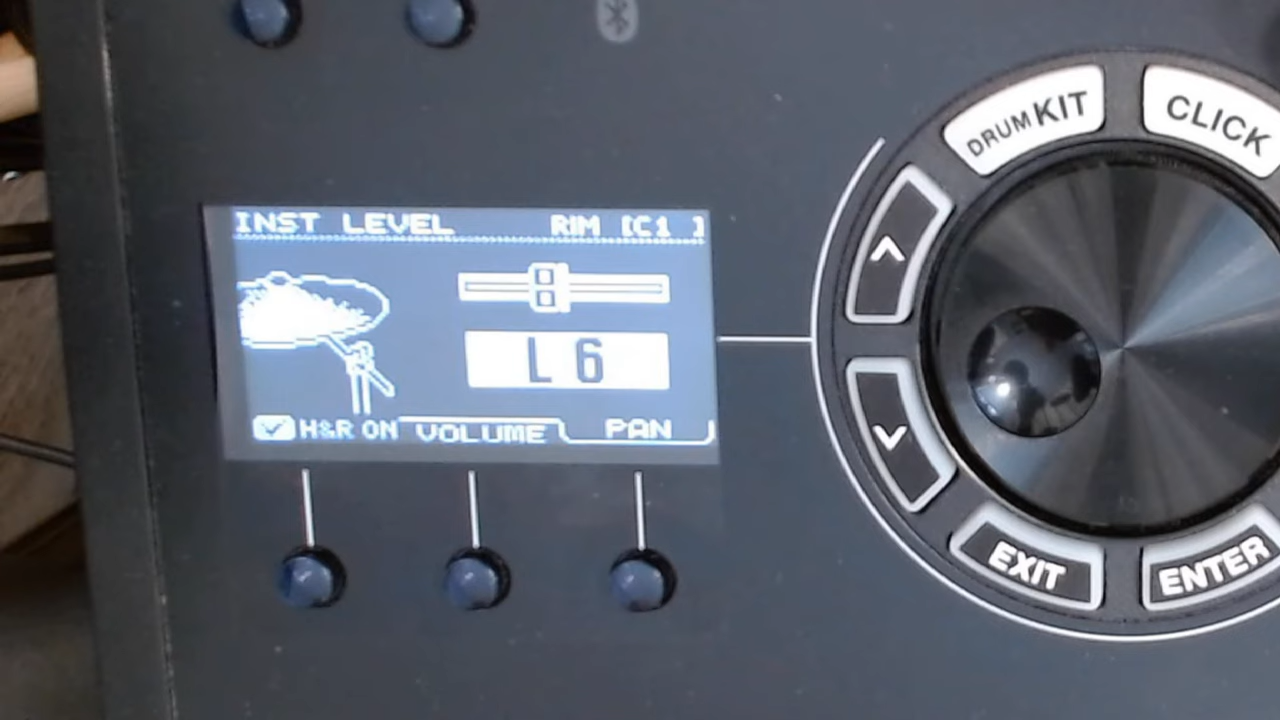 DRUM KIT
CLICK
INST LEVEL RIM [C1 ]
L 6
H&R ON VOLUME PAN
EXIT
ENTER